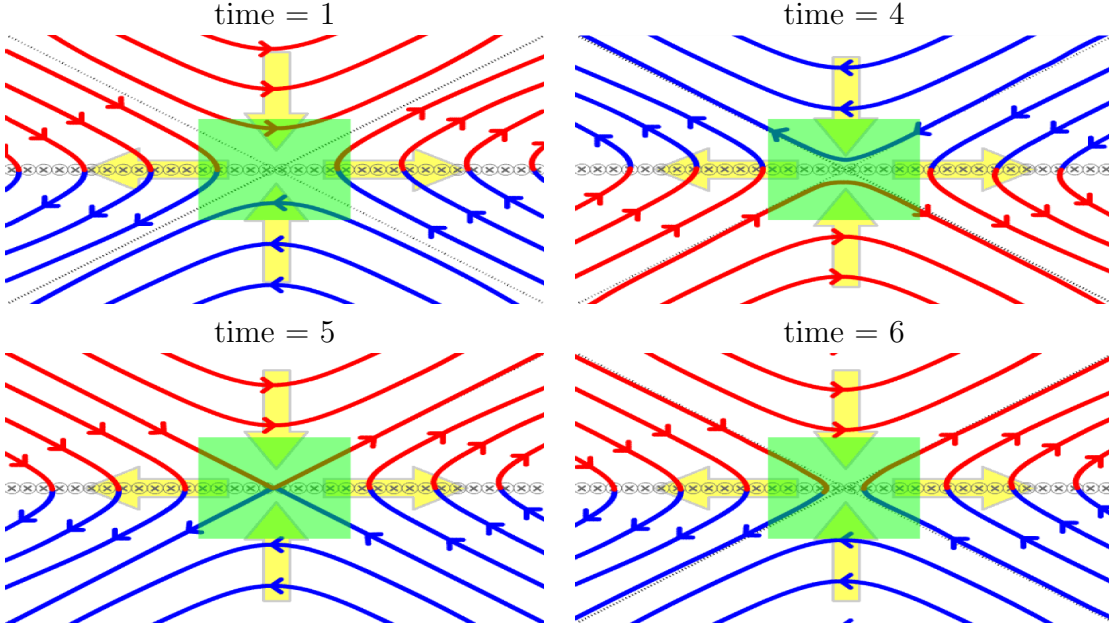 time = 1
time = 4
time = 5
time = 6